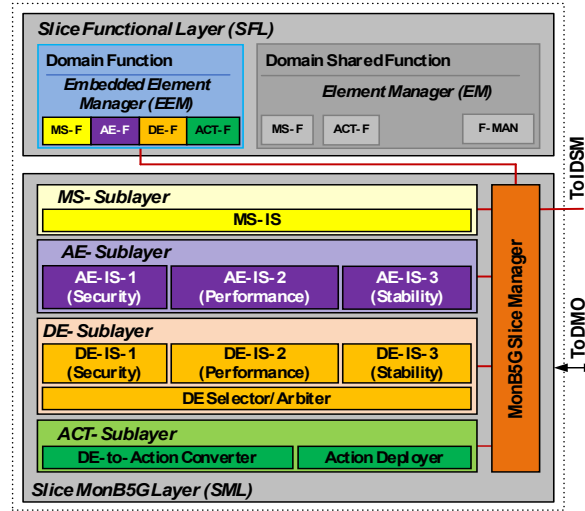 Slice Functional Layer (SFL)
Domain Function
Embedded Element
Manager (EEM)
MS-F AE-F DE-F ACT-F
Domain Shared Function
Element Manager (EM)
MS-F ACT-F F-MAN
To IDSM
MS-Sublayer
MS-IS
AE-Sublayer
AE-IS-1
(Security)
AE-IS-2
(Performance)
AE-IS-3
(Stability)
DE-Sublayer
DE-IS-1
(Security)
DE-IS-2
(Performance)
DE-IS-3
(Stability)
DE Selector/Arbiter
ACT-Sublayer
DE-to-Action Converter
Action Deployer
MonB5G Slice Manager
To DMO
Slice MonB5G Layer (SML)